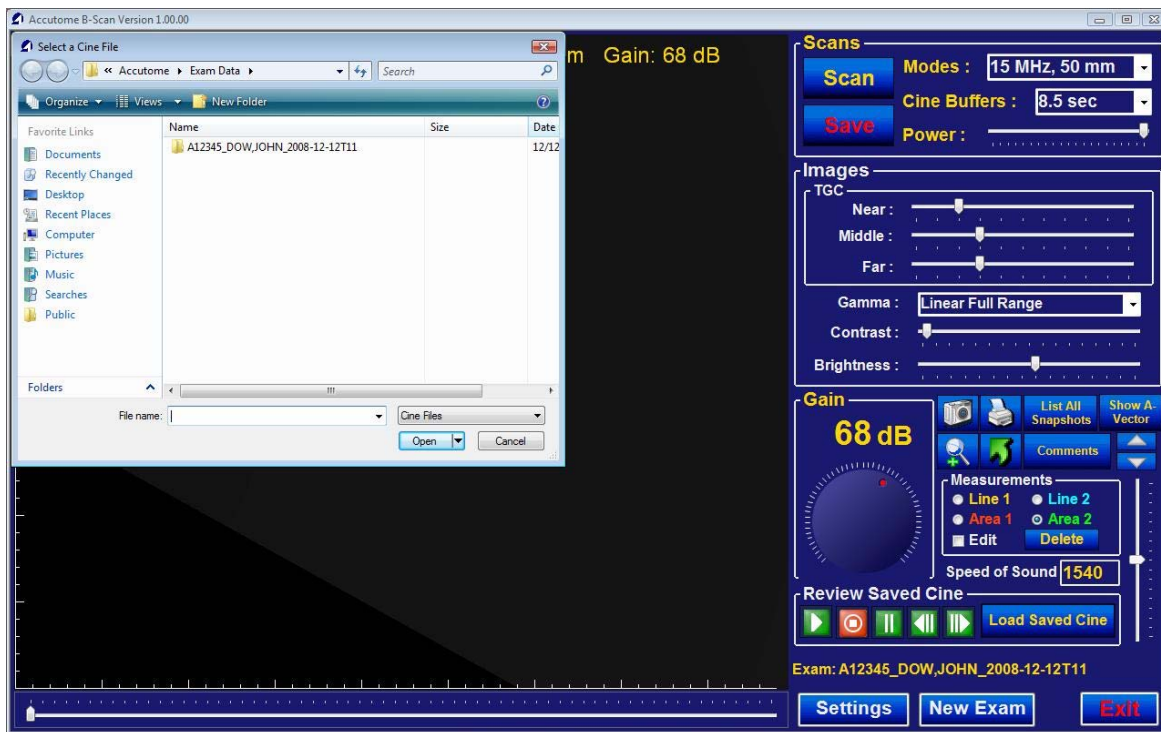 Accutome B-Scan Version 1.00.00
Select a Cine File
« Accutome ▸ Exam Data ▸
Search
Organize
Views
New Folder
Favorite Links
Documents
Recently Changed
Desktop
Recent Places
Computer
Pictures
Music
Searches
Public
Folders
Name Size Date
A12345_DOW,JOHN_2008-12-12T11 12/12
File name:
Cine Files
Open
Cancel
m Gain: 68 dB
Scans
Scan
Save
Modes : 15 MHz, 50 mm
Cine Buffers : 8.5 sec
Power :
Images
TGC
Near :
Middle :
Far :
Gamma : Linear Full Range
Contrast :
Brightness :
Gain
68 dB
List All Snapshots
Show A-Vector
Comments
Measurements
Line 1 Line 2
Area 1 Area 2
Edit Delete
Speed of Sound 1540
Review Saved Cine
Load Saved Cine
Exam: A12345_DOW,JOHN_2008-12-12T11
Settings
New Exam
Exit